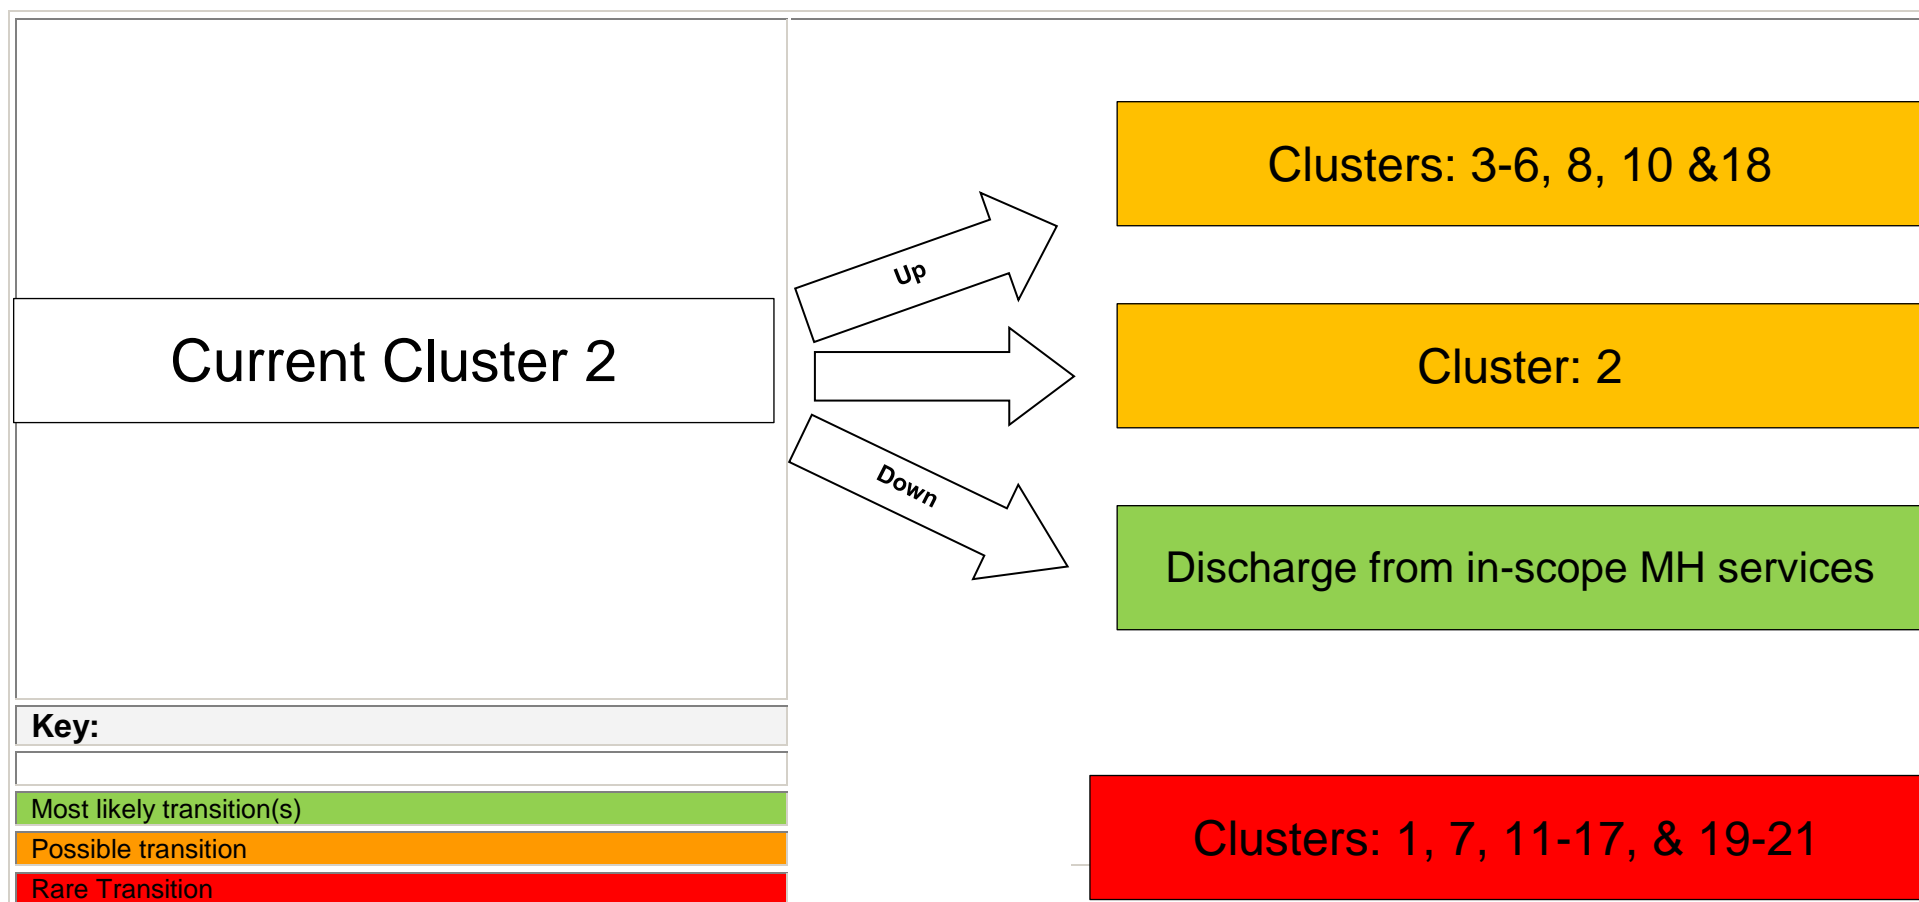 Clusters: 3-6, 8, 10 &18
Up
Current Cluster 2
Cluster: 2
Down
Discharge from in-scope MH services
Key:
Most likely transition(s)
Possible transition
Rare Transition
Clusters: 1, 7, 11-17, & 19-21